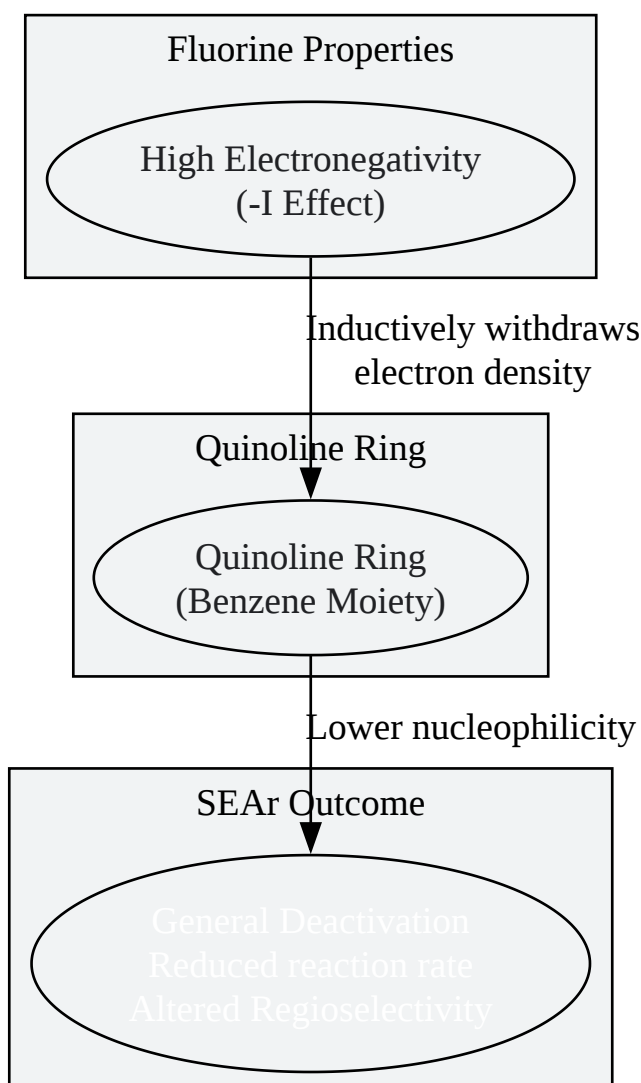 Fluorine Properties
High Electronegativity
(-I Effect)
Inductively withdraws
electron density
Quinoline Ring
Quinoline Ring
(Benzene Moiety)
Lower nucleophilicity
SEAr Outcome
General Deactivation
Reduced reaction rate
Altered Regioselectivity